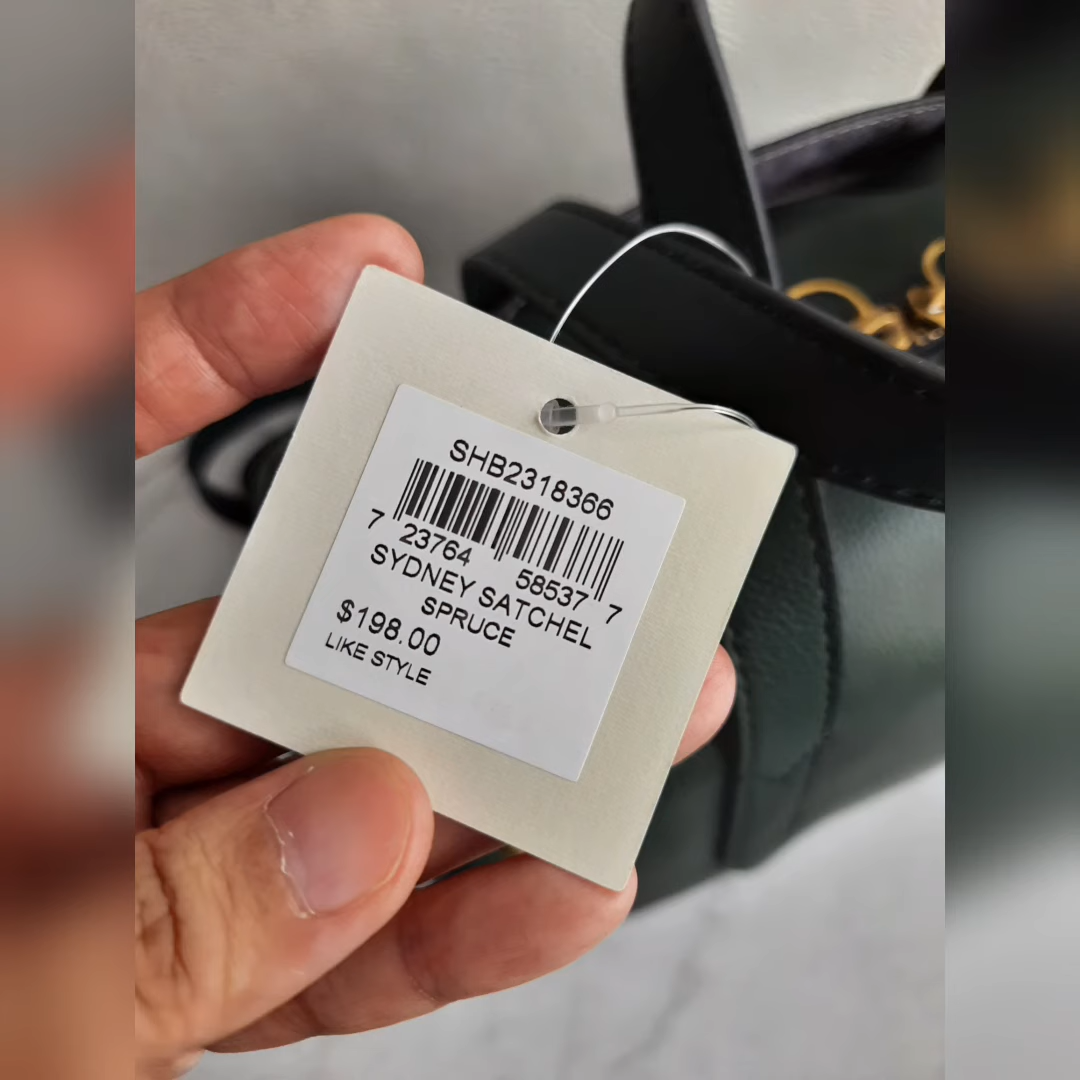 SHB2318366
7 23764 58537 7
SYDNEY SATCHEL
SPRUCE
$198.00
LIKE STYLE